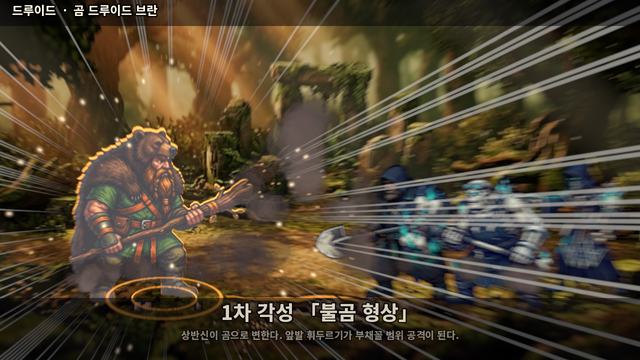 드루이드 · 곰 드루이드 브란
1차 각성 「불곰 형상」
상반신이 곰으로 변한다. 앞발 휘두르기가 부채꼴 범위 공격이 된다.